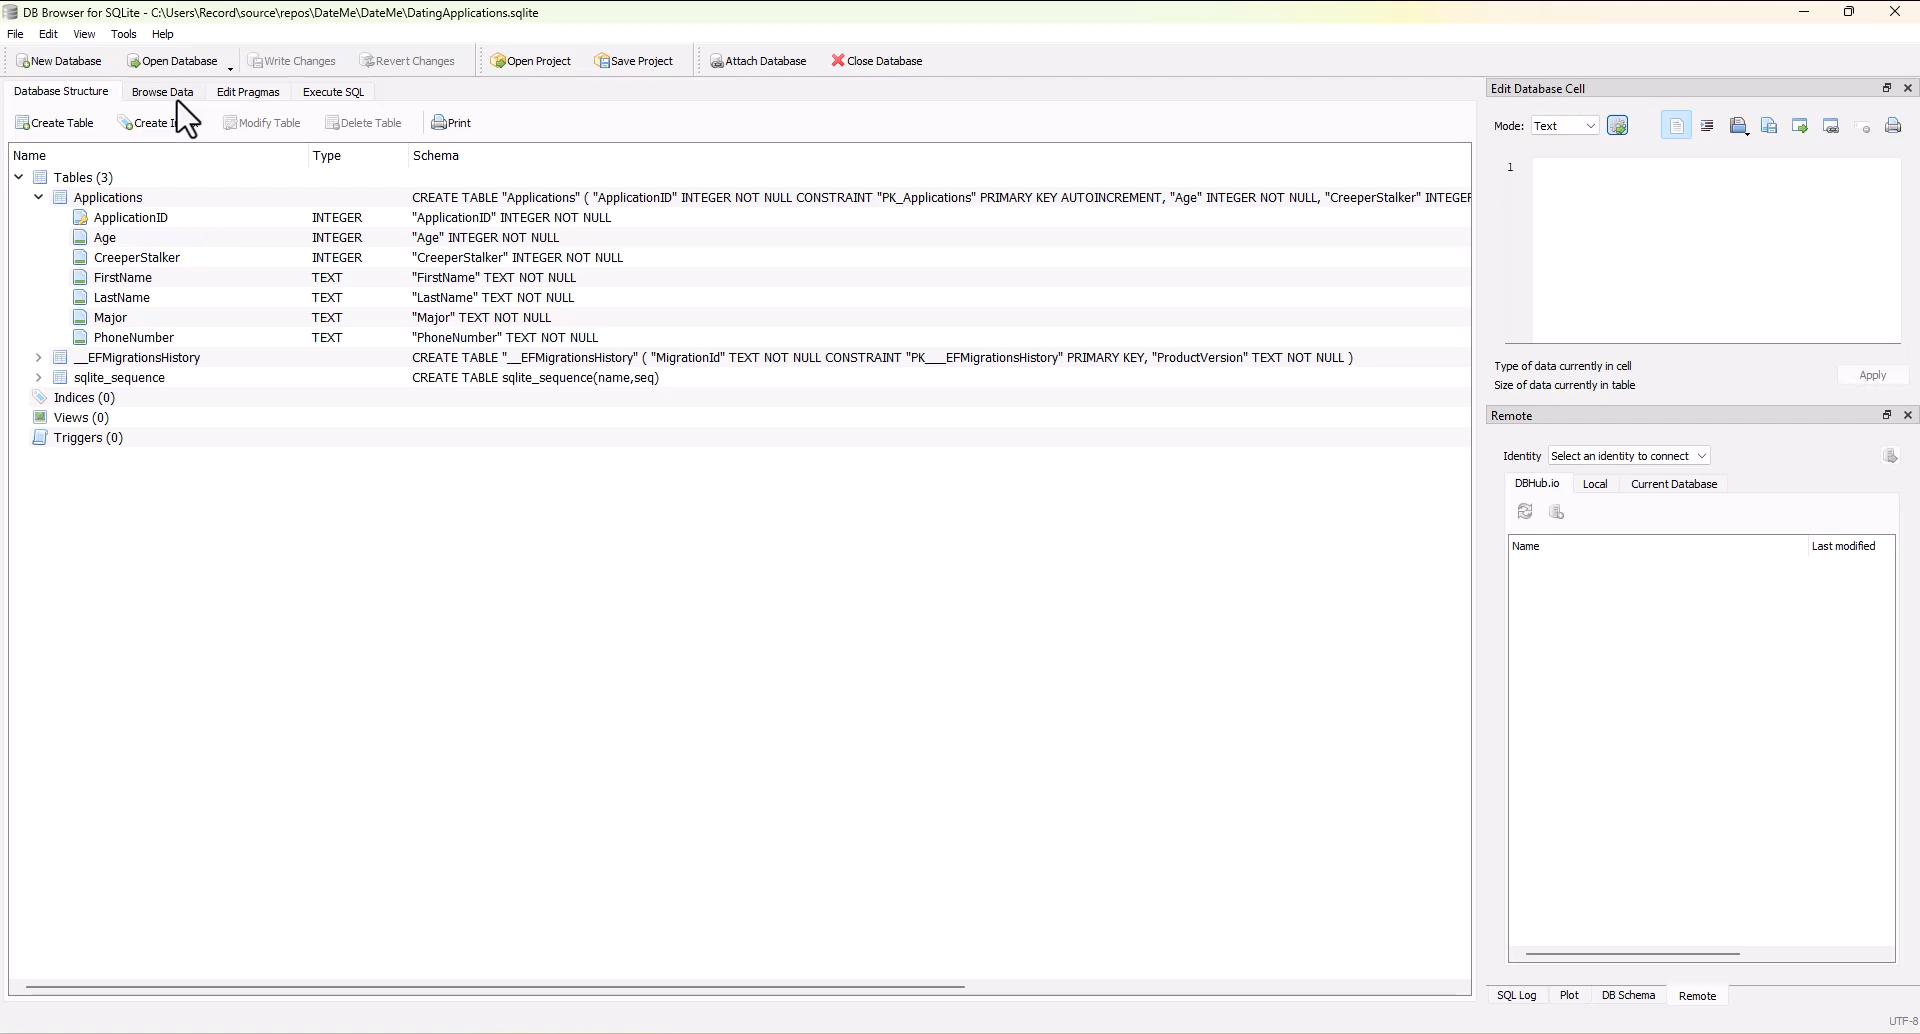 DB Browser for SQLite - C:\Users\Record\source\repos\DateMe\DateMe\DatingApplications.sqlite
File Edit View Tools Help
New Database Open Database Write Changes Revert Changes Open Project Save Project Attach Database Close Database
Database Structure Browse Data Edit Pragmas Execute SQL
Create Table Create Modify Table Delete Table Print
Name Type Schema
Tables (3)
Applications CREATE TABLE "Applications" ( "ApplicationID" INTEGER NOT NULL CONSTRAINT "PK_Applications" PRIMARY KEY AUTOINCREMENT, "Age" INTEGER NOT NULL, "CreeperStalker" INTEGER
ApplicationID INTEGER "ApplicationID" INTEGER NOT NULL
Age INTEGER "Age" INTEGER NOT NULL
CreeperStalker INTEGER "CreeperStalker" INTEGER NOT NULL
FirstName TEXT "FirstName" TEXT NOT NULL
LastName TEXT "LastName" TEXT NOT NULL
Major TEXT "Major" TEXT NOT NULL
PhoneNumber TEXT "PhoneNumber" TEXT NOT NULL
__EFMigrationsHistory CREATE TABLE "__EFMigrationsHistory" ( "MigrationId" TEXT NOT NULL CONSTRAINT "PK___EFMigrationsHistory" PRIMARY KEY, "ProductVersion" TEXT NOT NULL )
sqlite_sequence CREATE TABLE sqlite_sequence(name,seq)
Indices (0)
Views (0)
Triggers (0)
Edit Database Cell
Mode: Text
1
Type of data currently in cell
Size of data currently in table
Apply
Remote
Identity Select an identity to connect
DBHub.io Local Current Database
Name Last modified
SQL Log Plot DB Schema Remote
UTF-8